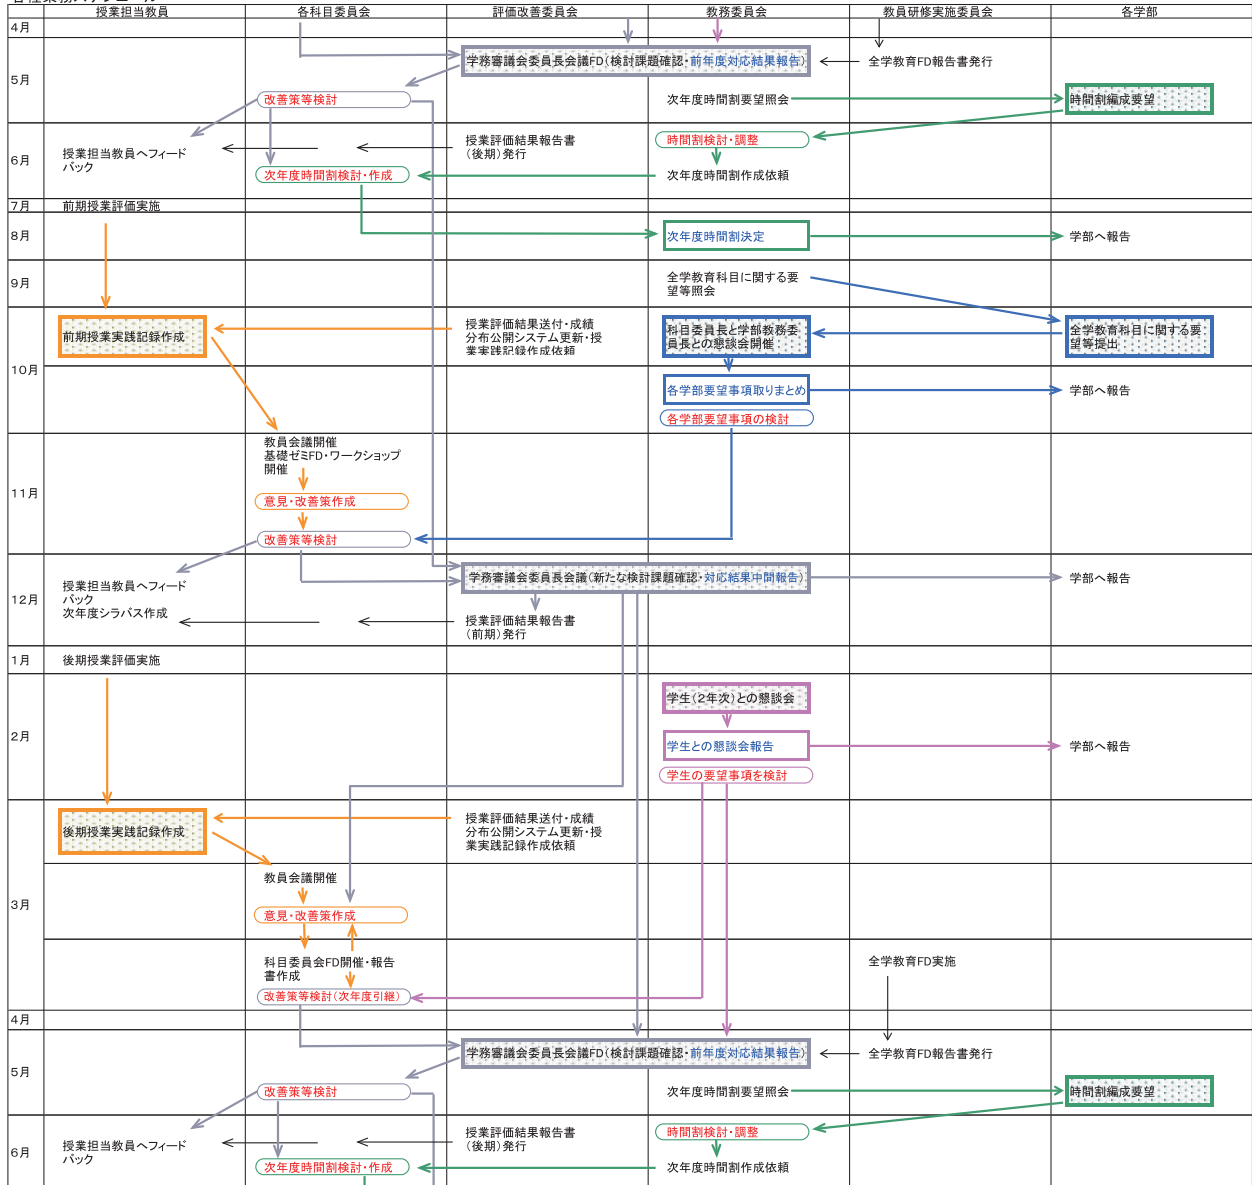 授業担当教員 各科目委員会 評価改善委員会 教務委員会 教員研修実施委員会 各学部
4月
5月
学務審議会委員長会議FD(検討課題確認・前年度対応結果報告)
全学教育FD報告書発行
改善策等検討
次年度時間割要望照会
時間割編成要望
6月
授業担当教員へフィード
バック
授業評価結果報告書
(後期)発行
時間割検討・調整
次年度時間割検討・作成
次年度時間割作成依頼
7月
前期授業評価実施
8月
次年度時間割決定
学部へ報告
9月
全学教育科目に関する要
望等照会
10月
前期授業実践記録作成
授業評価結果送付・成績
分布公開システム更新・授
業実践記録作成依頼
科目委員長と学部教務委
員長との懇談会開催
全学教育科目に関する要
望等提出
各学部要望事項取りまとめ
学部へ報告
各学部要望事項の検討
11月
教員会議開催
基礎ゼミFD・ワークショップ
開催
意見・改善策作成
改善策等検討
12月
授業担当教員へフィード
バック
次年度シラバス作成
学務審議会委員長会議(新たな検討課題確認・対応結果中間報告)
学部へ報告
授業評価結果報告書
(前期)発行
1月
後期授業評価実施
2月
学生(2年次)との懇談会
学生との懇談会報告
学部へ報告
学生の要望事項を検討
3月
後期授業実践記録作成
授業評価結果送付・成績
分布公開システム更新・授
業実践記録作成依頼
教員会議開催
意見・改善策作成
科目委員会FD開催・報告
書作成
全学教育FD実施
改善策等検討(次年度引継)
4月
5月
学務審議会委員長会議FD(検討課題確認・前年度対応結果報告)
全学教育FD報告書発行
改善策等検討
次年度時間割要望照会
時間割編成要望
6月
授業担当教員へフィード
バック
授業評価結果報告書
(後期)発行
時間割検討・調整
次年度時間割検討・作成
次年度時間割作成依頼